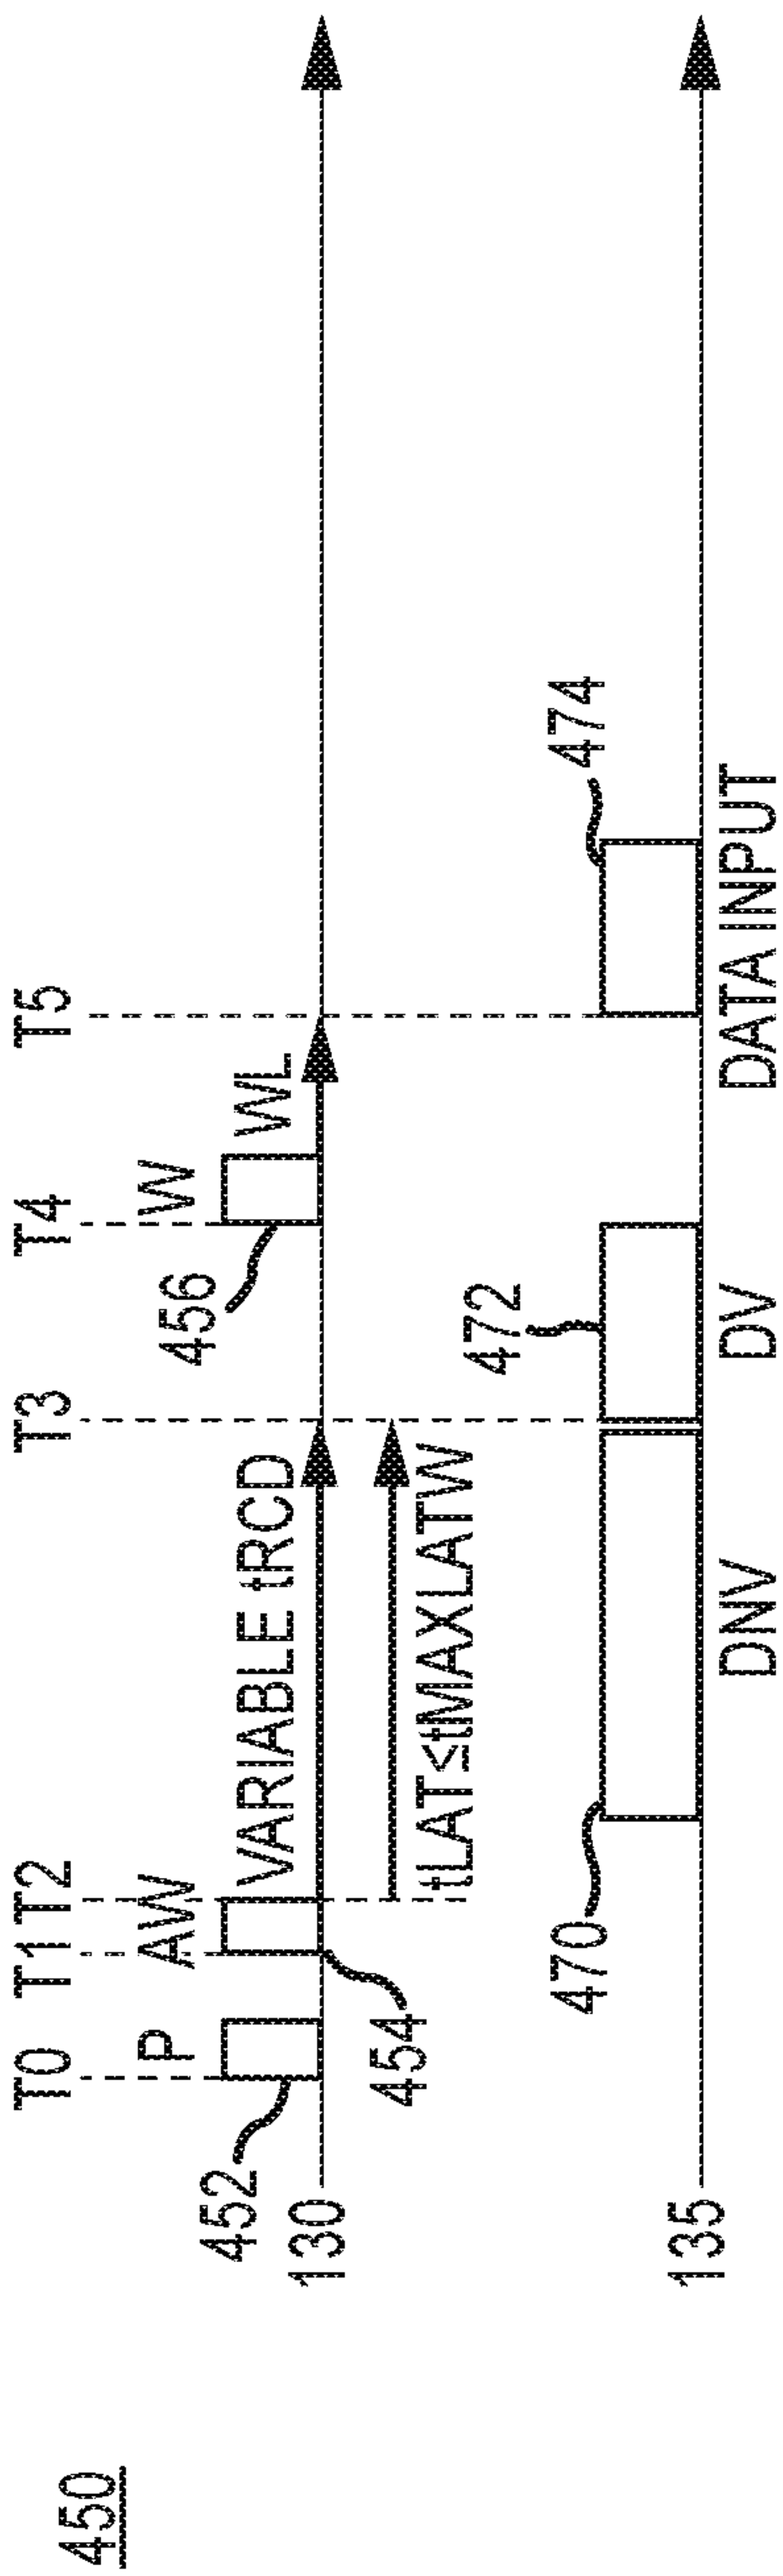 450
T0 T1 T2 T3 T4 T5
P AW W
452 VARIABLE tRCD 456 WL
130
454 tLAT≤tMAXLATW
470 472 474
135
DNV DV DATA INPUT